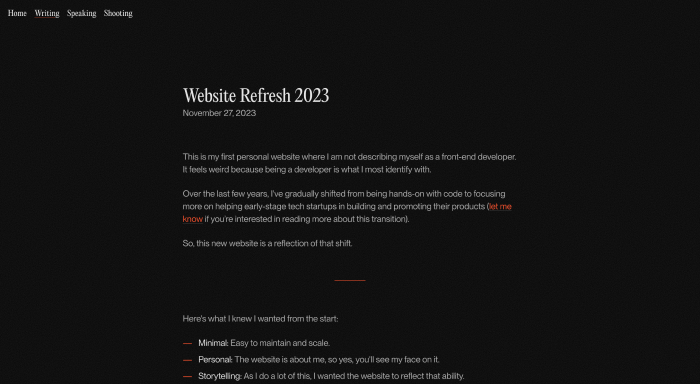 Home Writing Speaking Shooting
Website Refresh 2023
November 27, 2023
This is my first personal website where I am not describing myself as a front-end developer.
It feels weird because being a developer is what I most identify with.
Over the last few years, I've gradually shifted from being hands-on with code to focusing
more on helping early-stage tech startups in building and promoting their products (let me
know if you're interested in reading more about this transition).
So, this new website is a reflection of that shift.
Here's what I knew I wanted from the start:
— Minimal: Easy to maintain and scale.
— Personal: The website is about me, so yes, you'll see my face on it.
— Storytelling: As I do a lot of this, I wanted the website to reflect that ability.